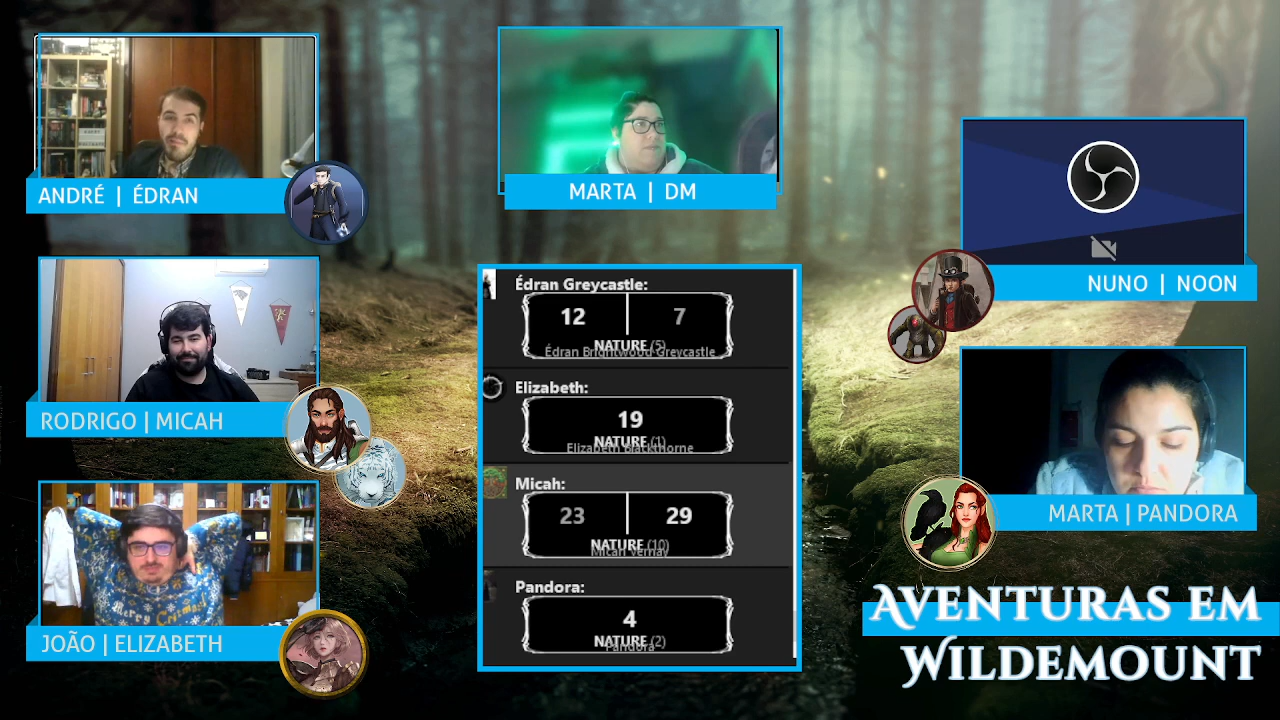 ANDRÉ | ÉDRAN
MARTA | DM
NUNO | NOON
RODRIGO | MICAH
MARTA | PANDORA
JOÃO | ELIZABETH
Édran Greycastle:
12 7
NATURE (5)
Édran Brightwood Greycastle
Elizabeth:
19
NATURE (1)
Elizabeth Blackthorne
Micah:
23 29
NATURE (10)
Micah Vernay
Pandora:
4
NATURE (2)
Pandora
Merry Christmas
AVENTURAS EM
WILDEMOUNT